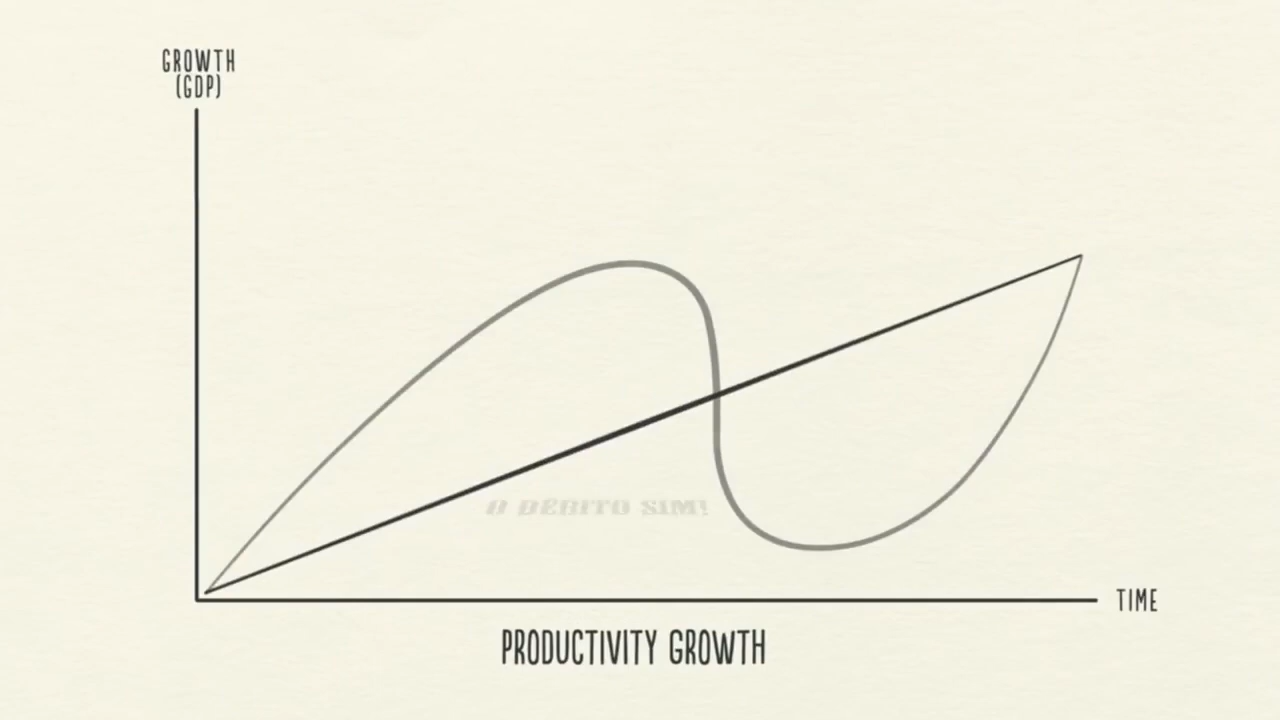 GROWTH
(GDP)
A DÉBITO SIM!
TIME
PRODUCTIVITY GROWTH